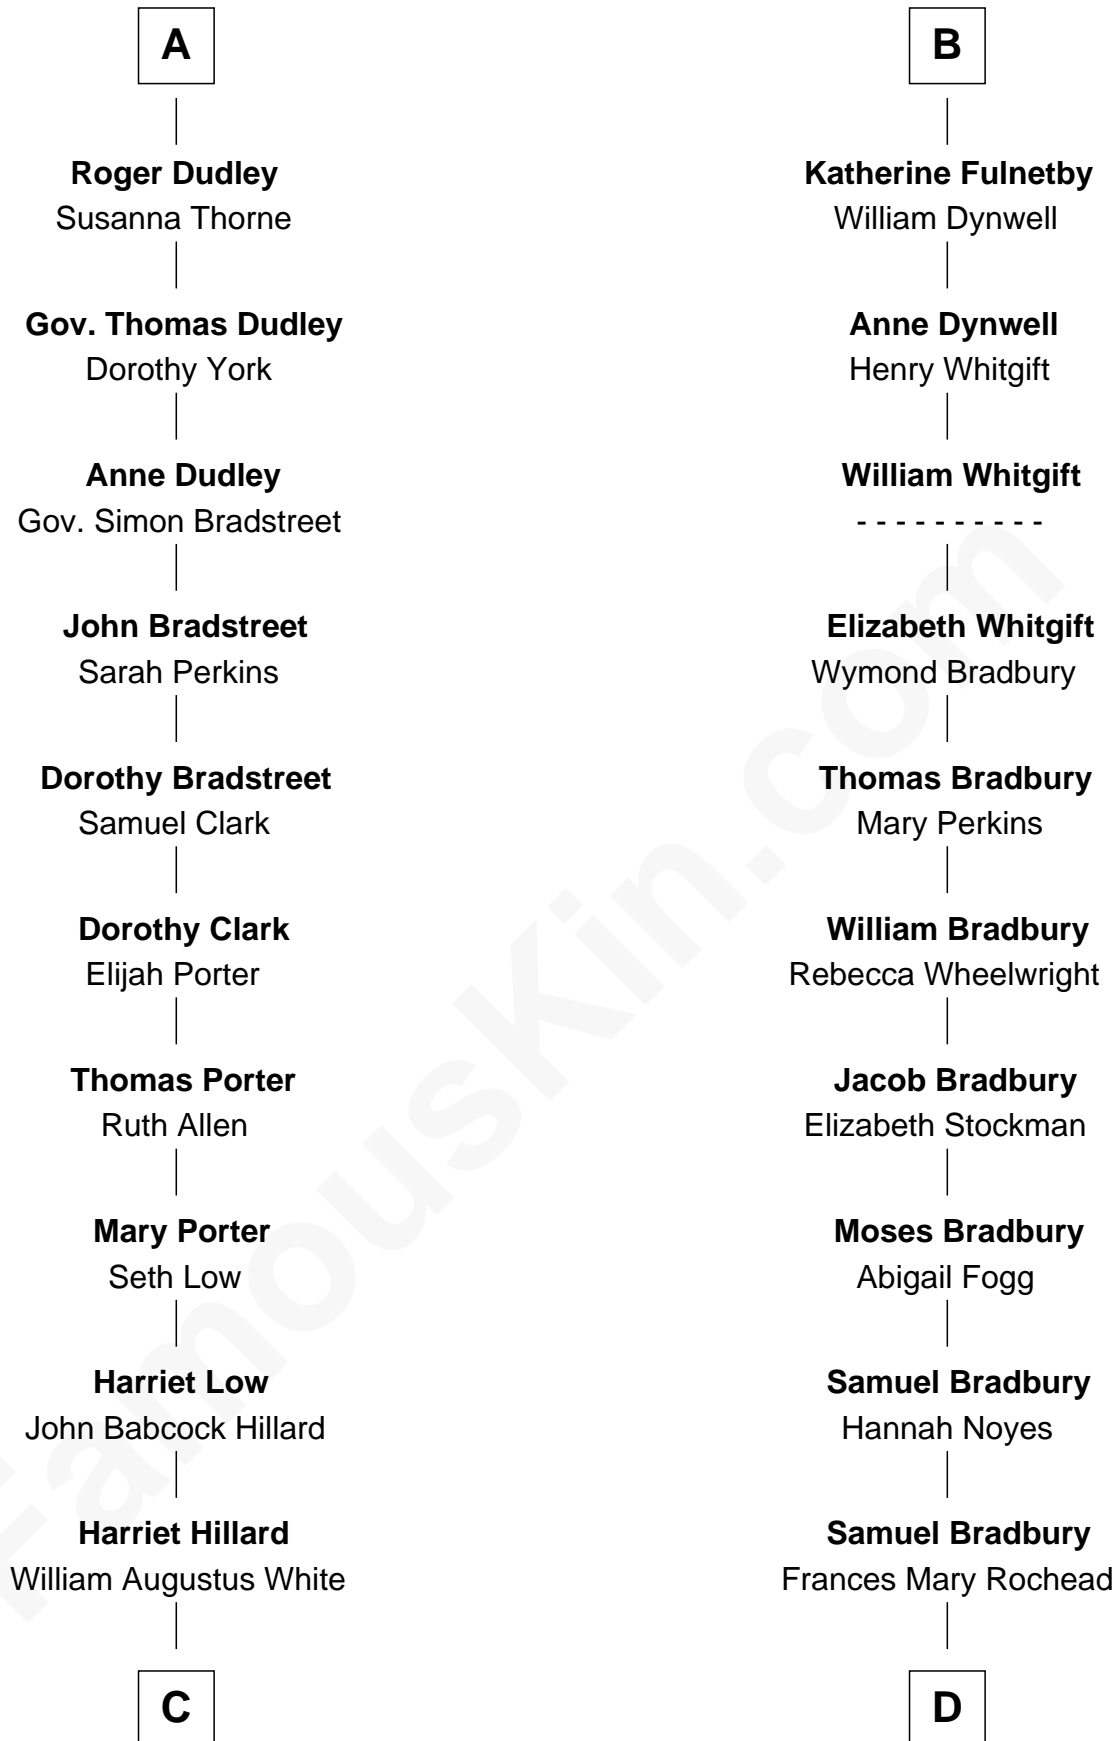 A
Roger Dudley
Susanna Thorne
Gov. Thomas Dudley
Dorothy York
Anne Dudley
Gov. Simon Bradstreet
John Bradstreet
Sarah Perkins
Dorothy Bradstreet
Samuel Clark
Dorothy Clark
Elijah Porter
Thomas Porter
Ruth Allen
Mary Porter
Seth Low
Harriet Low
John Babcock Hillard
Harriet Hillard
William Augustus White
C
B
Katherine Fulnetby
William Dynwell
Anne Dynwell
Henry Whitgift
William Whitgift
- - - - - - - - - -
Elizabeth Whitgift
Wymond Bradbury
Thomas Bradbury
Mary Perkins
William Bradbury
Rebecca Wheelwright
Jacob Bradbury
Elizabeth Stockman
Moses Bradbury
Abigail Fogg
Samuel Bradbury
Hannah Noyes
Samuel Bradbury
Frances Mary Rochead
D
FamousKin.com